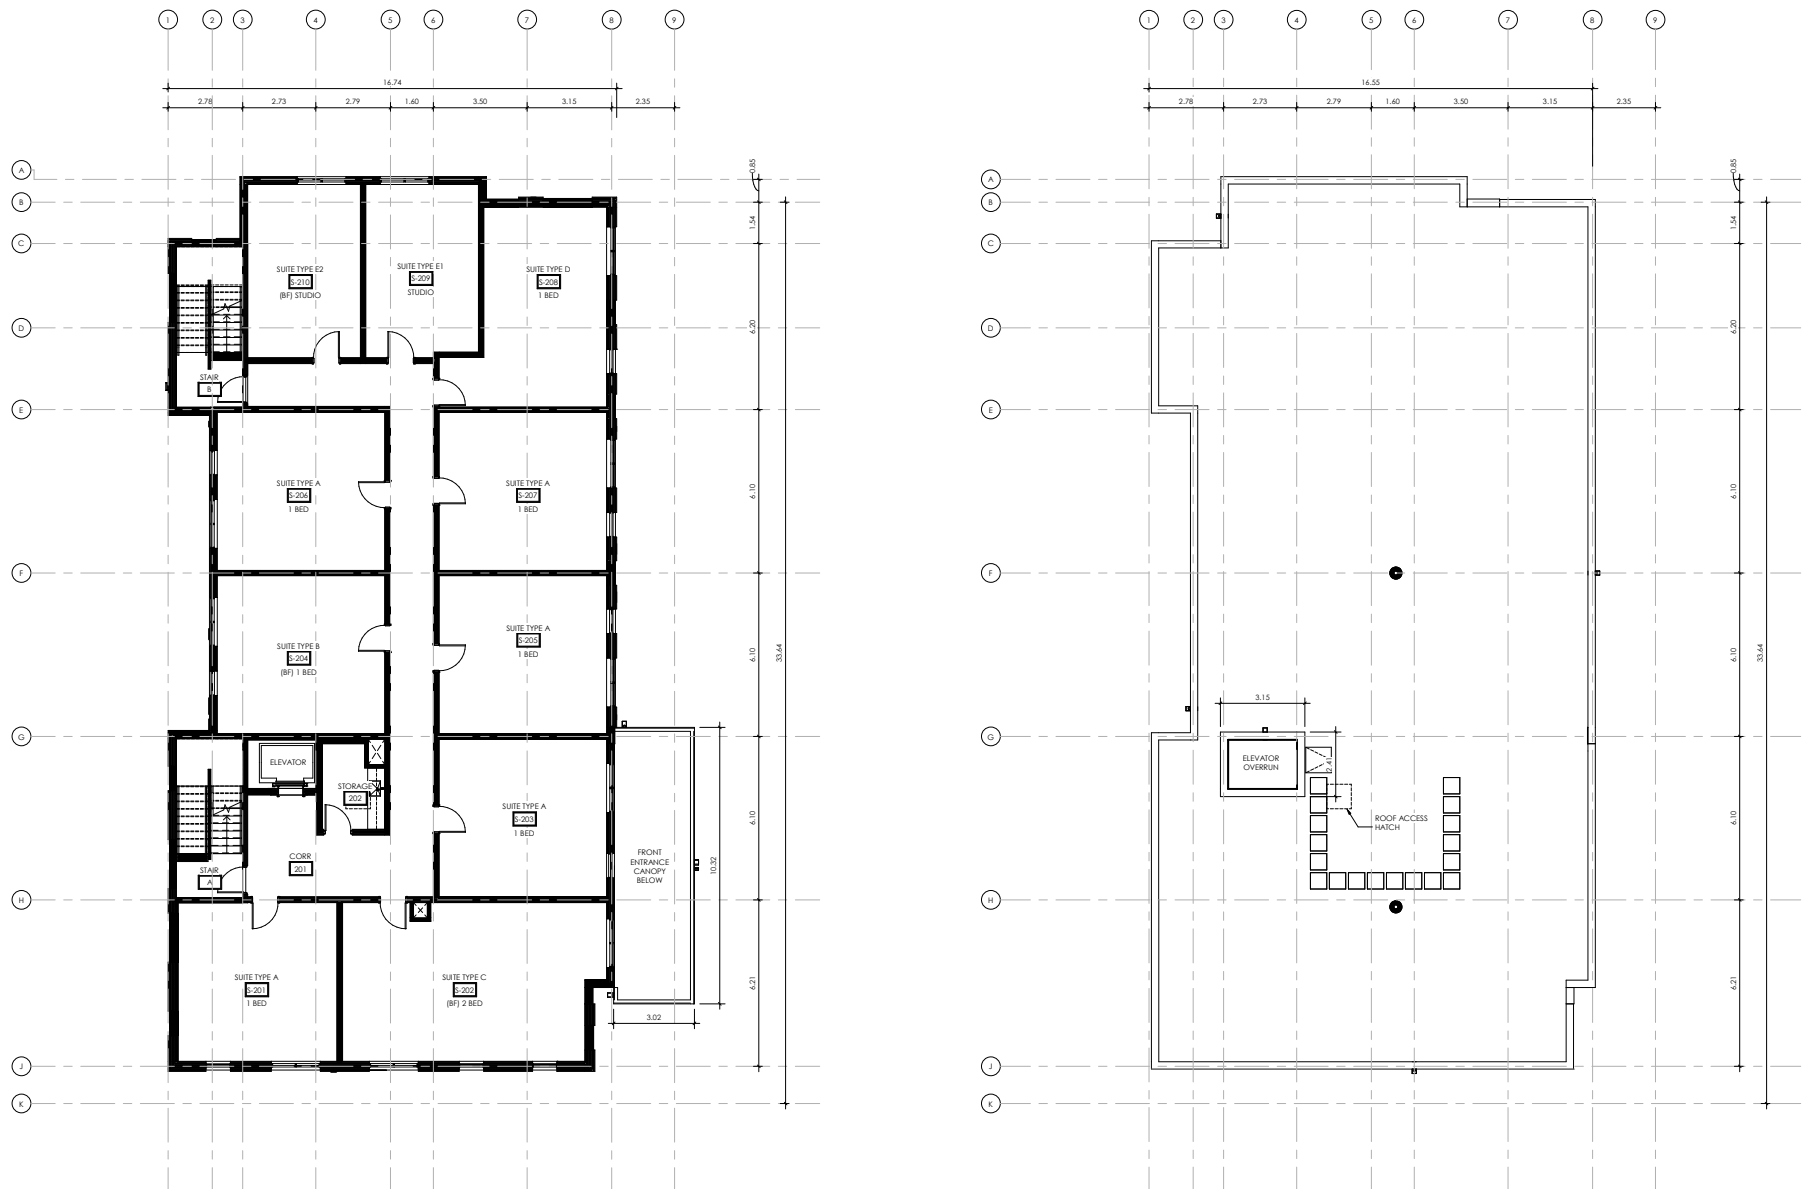 1 2 3 4 5 6 7 8 9
16.74
2.78 2.73 2.79 1.60 3.50 3.15 2.35
A
B
C
D
E
F
G
H
J
K
0.85
1.54
6.20
6.10
6.10
6.10
6.21
33.64
SUITE TYPE E2
S-210
(BF) STUDIO
SUITE TYPE E1
S-209
STUDIO
SUITE TYPE D
S-208
1 BED
STAIR
B
SUITE TYPE A
S-206
1 BED
SUITE TYPE A
S-207
1 BED
SUITE TYPE B
S-204
(BF) 1 BED
SUITE TYPE A
S-205
1 BED
ELEVATOR
STORAGE
202
SUITE TYPE A
S-203
1 BED
CORR
201
STAIR
A
FRONT
ENTRANCE
CANOPY
BELOW
10.32
3.02
SUITE TYPE A
S-201
1 BED
SUITE TYPE C
S-202
(BF) 2 BED
1 2 3 4 5 6 7 8 9
16.55
2.78 2.73 2.79 1.60 3.50 3.15 2.35
A
B
C
D
E
F
G
H
J
K
0.85
1.54
6.20
6.10
6.10
6.10
6.21
33.64
3.15
ELEVATOR
OVERRUN
2.41
ROOF ACCESS
HATCH